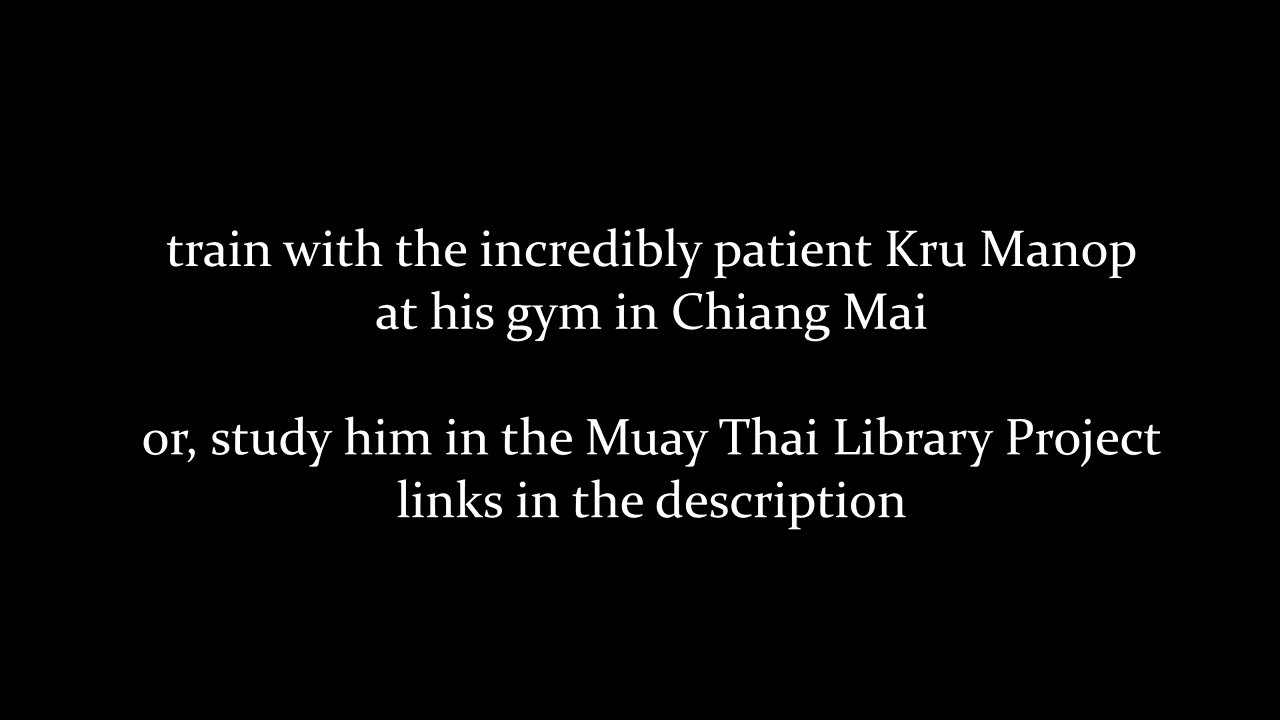 train with the incredibly patient Kru Manop
at his gym in Chiang Mai
or, study him in the Muay Thai Library Project
links in the description